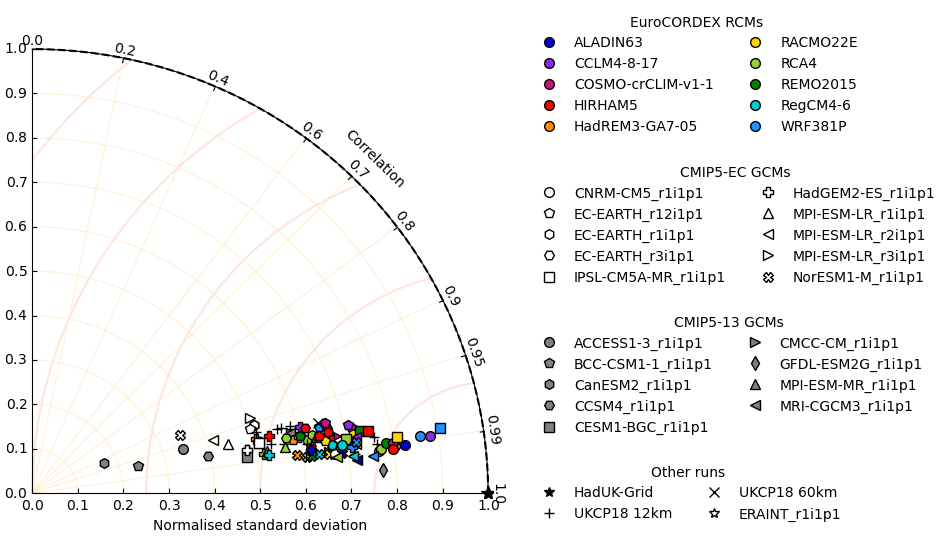 0.0
0.2
0.4
0.6
Correlation
0.7
0.8
0.9
0.95
0.99
1.0
1.0
0.9
0.8
0.7
0.6
0.5
0.4
0.3
0.2
0.1
0.0
0.0 0.1 0.2 0.3 0.4 0.5 0.6 0.7 0.8 0.9 1.0
Normalised standard deviation
EuroCORDEX RCMs
ALADIN63 RACMO22E
CCLM4-8-17 RCA4
COSMO-crCLIM-v1-1 REMO2015
HIRHAM5 RegCM4-6
HadREM3-GA7-05 WRF381P
CMIP5-EC GCMs
CNRM-CM5_r1i1p1 HadGEM2-ES_r1i1p1
EC-EARTH_r12i1p1 MPI-ESM-LR_r1i1p1
EC-EARTH_r1i1p1 MPI-ESM-LR_r2i1p1
EC-EARTH_r3i1p1 MPI-ESM-LR_r3i1p1
IPSL-CM5A-MR_r1i1p1 NorESM1-M_r1i1p1
CMIP5-13 GCMs
ACCESS1-3_r1i1p1 CMCC-CM_r1i1p1
BCC-CSM1-1_r1i1p1 GFDL-ESM2G_r1i1p1
CanESM2_r1i1p1 MPI-ESM-MR_r1i1p1
CCSM4_r1i1p1 MRI-CGCM3_r1i1p1
CESM1-BGC_r1i1p1
Other runs
HadUK-Grid UKCP18 60km
UKCP18 12km ERAINT_r1i1p1